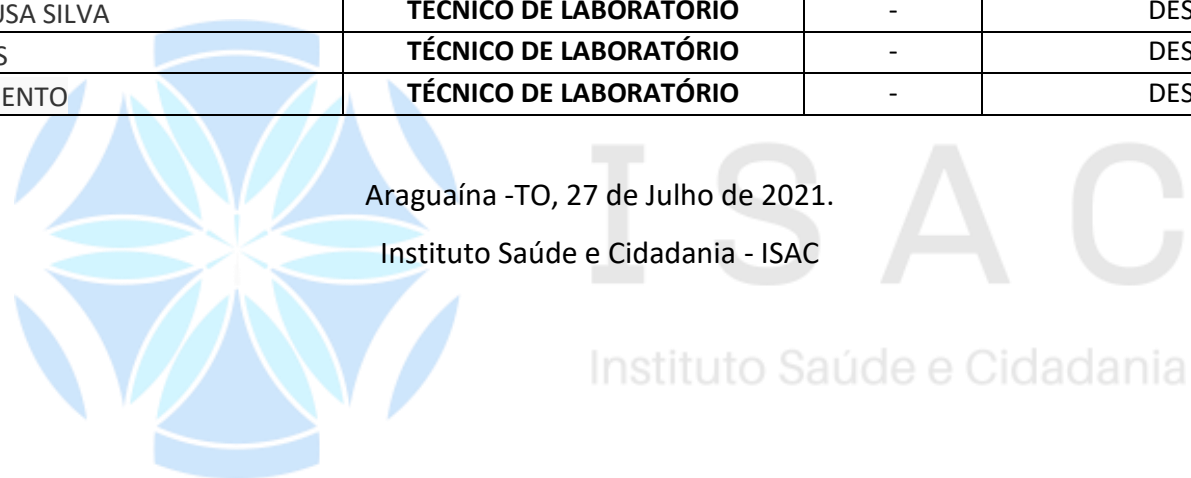 USA SILVA TÉCNICO DE LABORATÓRIO - DES
S TÉCNICO DE LABORATÓRIO - DES
ENTO TÉCNICO DE LABORATÓRIO - DES
Araguaína -TO, 27 de Julho de 2021.
Instituto Saúde e Cidadania - ISAC
ISAC
Instituto Saúde e Cidadania